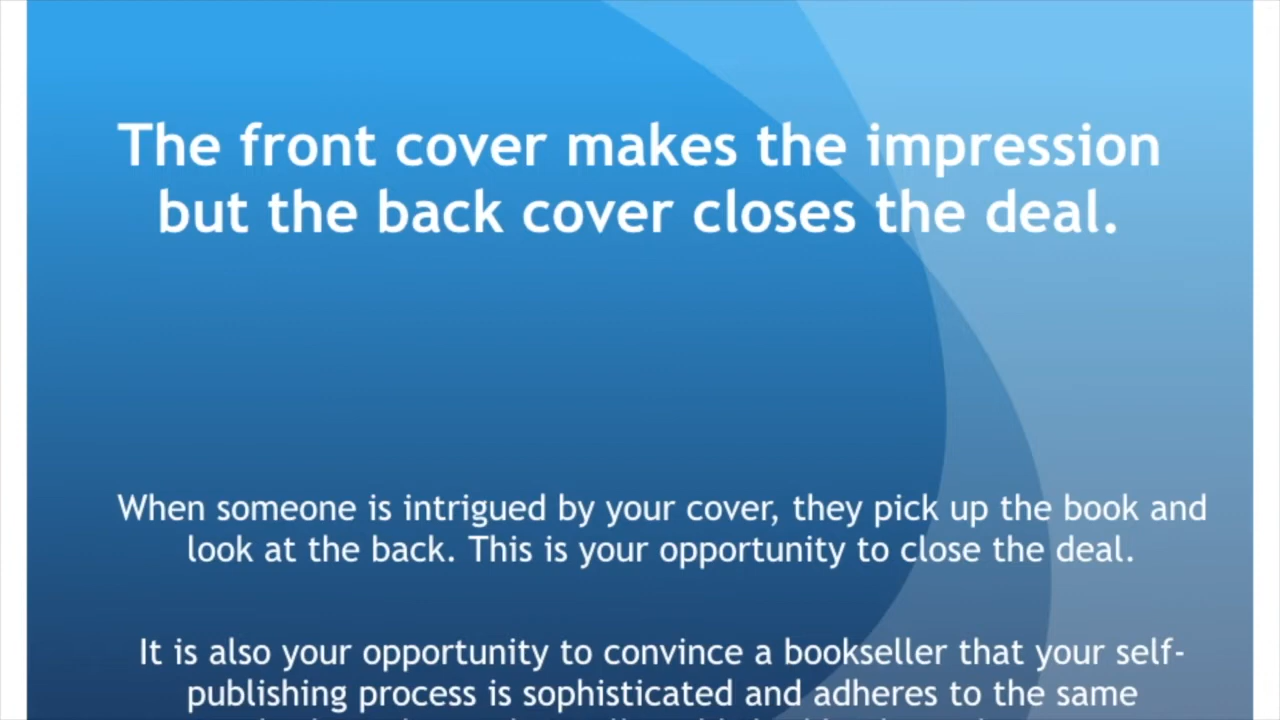 The front cover makes the impression
but the back cover closes the deal.
When someone is intrigued by your cover, they pick up the book and
look at the back. This is your opportunity to close the deal.
It is also your opportunity to convince a bookseller that your self-
publishing process is sophisticated and adheres to the same